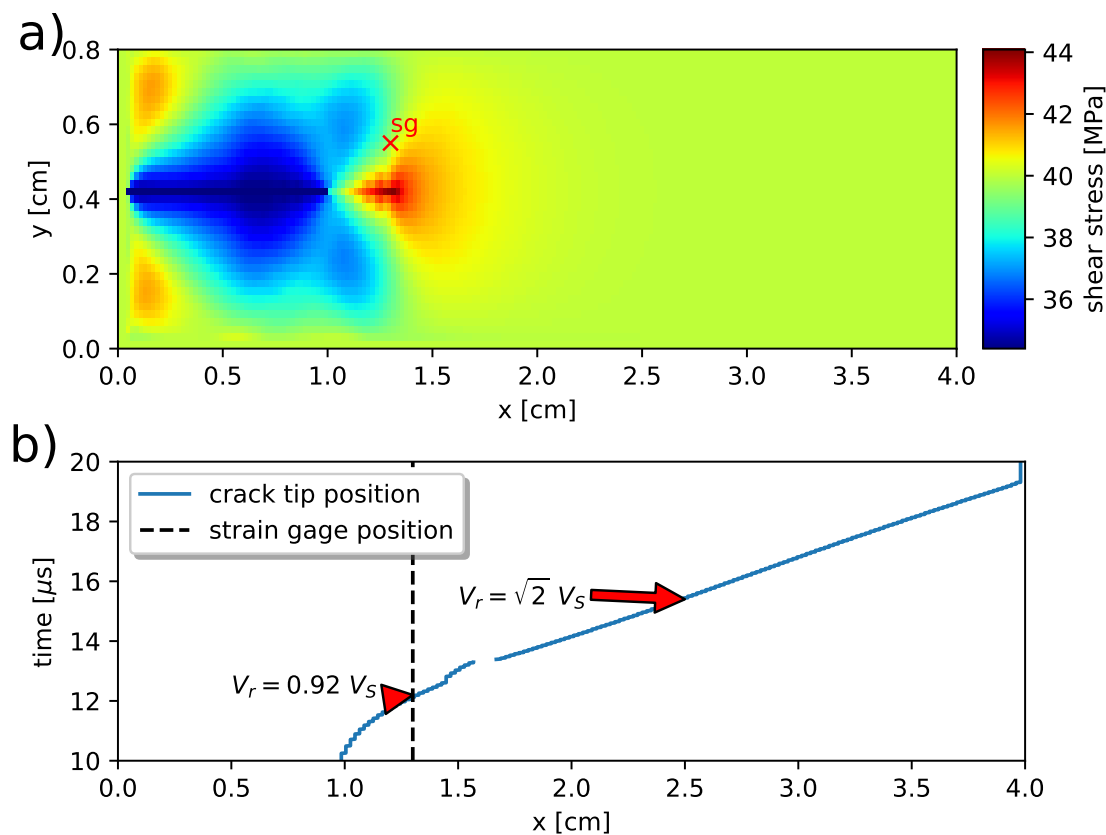 a)
0.8
0.6
0.4
0.2
0.0
y [cm]
sg
0.0 0.5 1.0 1.5 2.0 2.5 3.0 3.5 4.0
x [cm]
44
42
40
38
36
shear stress [MPa]
b)
20
18
16
14
12
10
time [μs]
crack tip position
strain gage position
V_r = √2 V_S
V_r = 0.92 V_S
0.0 0.5 1.0 1.5 2.0 2.5 3.0 3.5 4.0
x [cm]